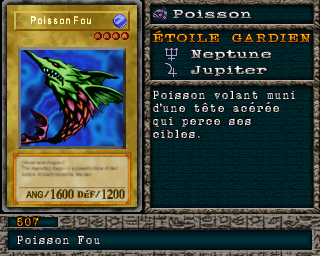 Poisson Fou
ANG/1600 DÉF/1200
Poisson
ÉTOILE GARDIEN
Neptune
Jupiter
Poisson volant muni
d'une tête acérée
qui perce ses
cibles.
507
Poisson Fou